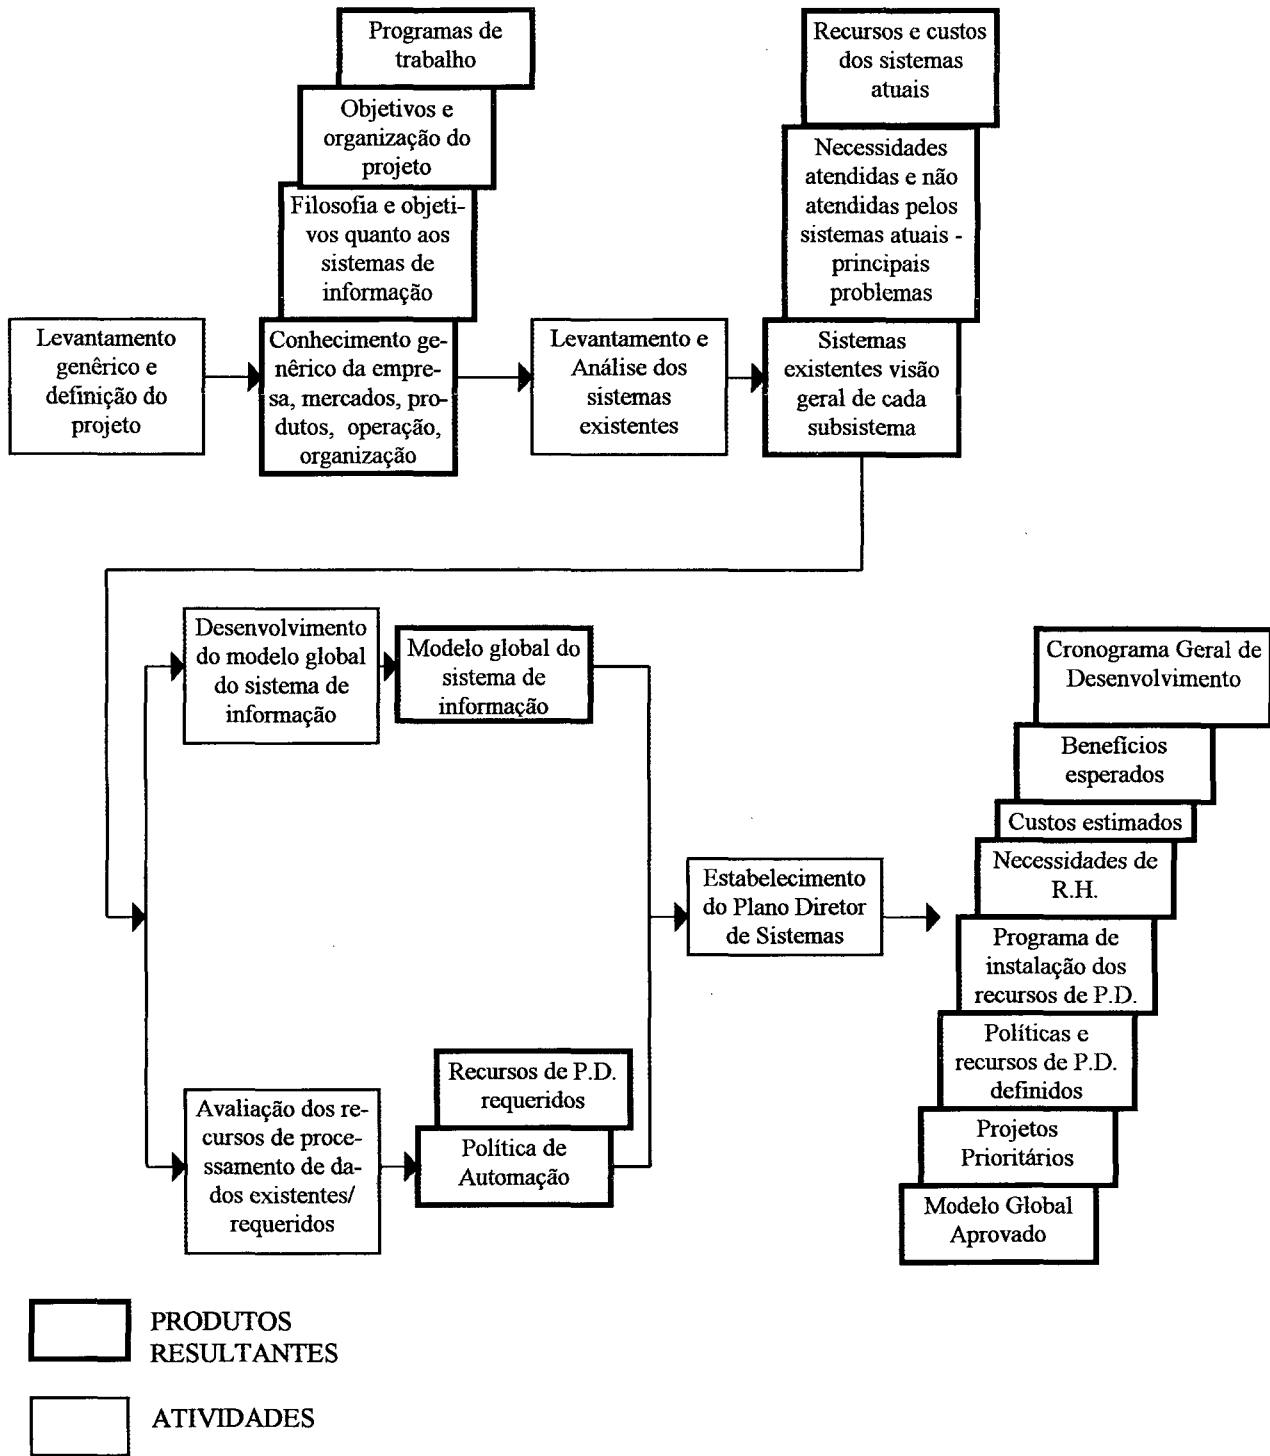 Programas de
trabalho
Objetivos e
organização do
projeto
Filosofia e objeti-
vos quanto aos
sistemas de
informação
Levantamento
genêrico e
definição do
projeto
Conhecimento ge-
nêrico da empre-
sa, mercados, pro-
dutos, operação,
organização
Levantamento e
Análise dos
sistemas
existentes
Recursos e custos
dos sistemas
atuais
Necessidades
atendidas e não
atendidas pelos
sistemas atuais -
principais
problemas
Sistemas
existentes visão
geral de cada
subsistema
Desenvolvimento
do modelo global
do sistema de
informação
Modelo global do
sistema de
informação
Avaliação dos re-
cursos de proce-
ssamento de da-
dos existentes/
requeridos
Recursos de P.D.
requeridos
Política de
Automação
Estabelecimento
do Plano Diretor
de Sistemas
Cronograma Geral de
Desenvolvimento
Benefícios
esperados
Custos estimados
Necessidades de
R.H.
Programa de
instalação dos
recursos de P.D.
Políticas e
recursos de P.D.
definidos
Projetos
Prioritários
Modelo Global
Aprovado
PRODUTOS
RESULTANTES
ATIVIDADES